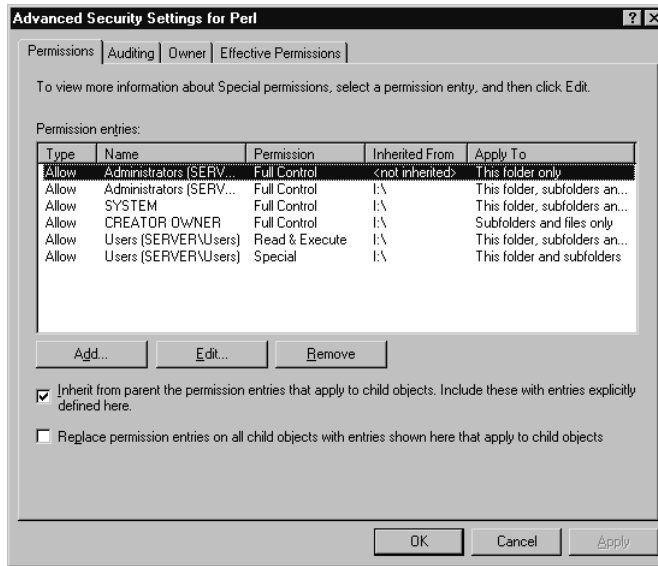 Advanced Security Settings for Perl
Permissions Auditing Owner Effective Permissions
To view more information about Special permissions, select a permission entry, and then click Edit.
Permission entries:
Type Name Permission Inherited From Apply To
Allow Administrators (SERV... Full Control <not inherited> This folder only
Allow Administrators (SERV... Full Control I:\ This folder, subfolders an...
Allow SYSTEM Full Control I:\ This folder, subfolders an...
Allow CREATOR OWNER Full Control I:\ Subfolders and files only
Allow Users (SERVER\Users) Read & Execute I:\ This folder, subfolders an...
Allow Users (SERVER\Users) Special I:\ This folder and subfolders
Add... Edit... Remove
Inherit from parent the permission entries that apply to child objects. Include these with entries explicitly
defined here.
Replace permission entries on all child objects with entries shown here that apply to child objects
OK Cancel Apply